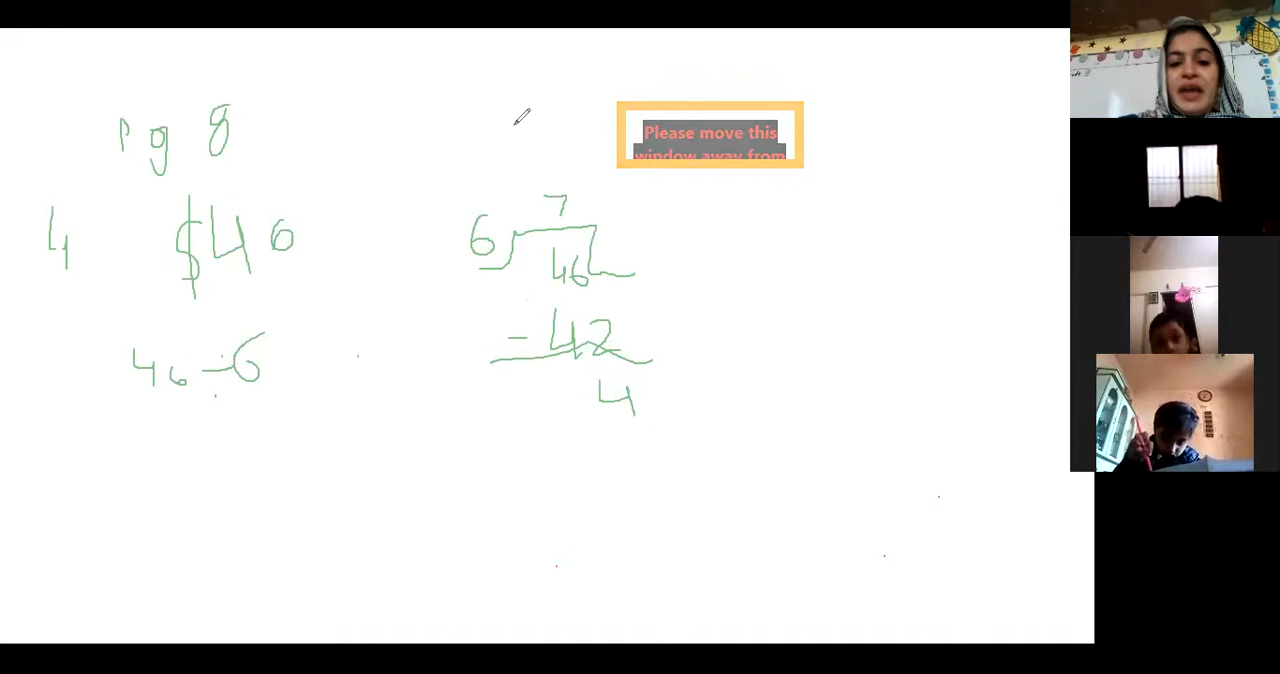 pg 8
4 $46
46 ÷ 6
7
6 46
- 42
4
Please move this
window away from